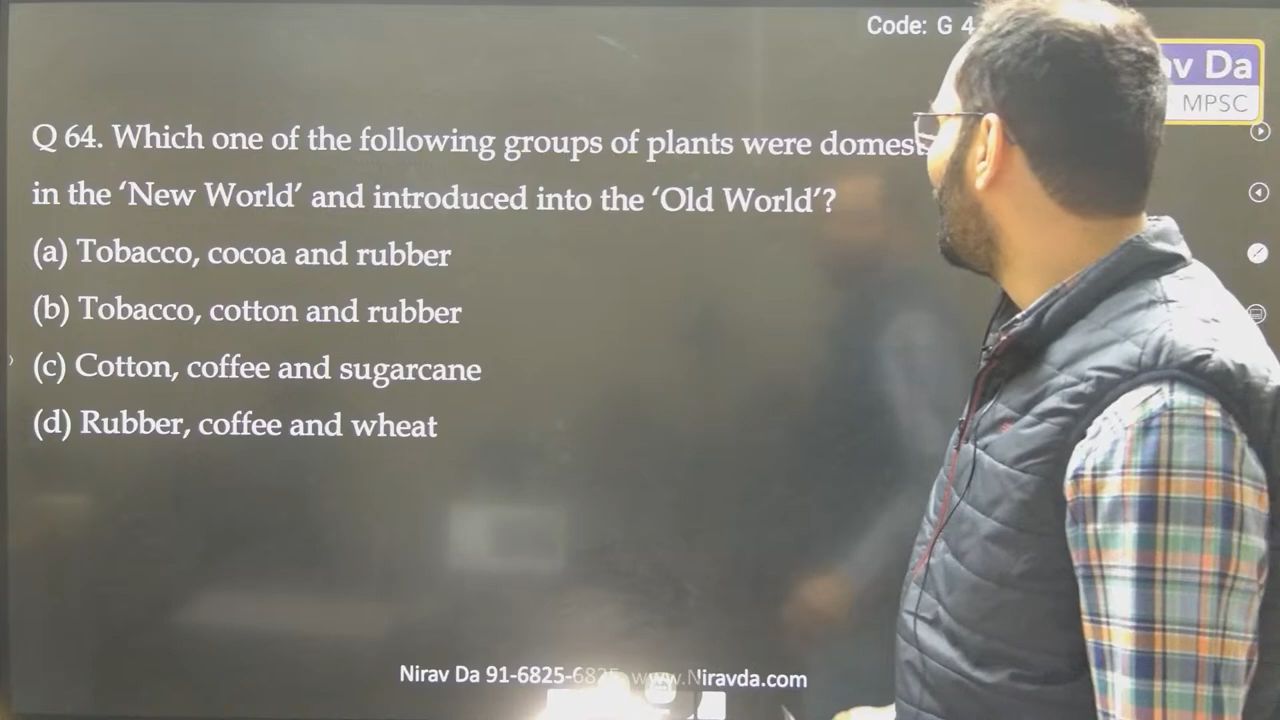 Code: G 4
av Da
MPSC
Q 64. Which one of the following groups of plants were
in the ‘New World’ and introduced into the ‘Old World’?
(a) Tobacco, cocoa and rubber
(b) Tobacco, cotton and rubber
(c) Cotton, coffee and sugarcane
(d) Rubber, coffee and wheat
Nirav Da 91-6825-6825 www.Niravda.com